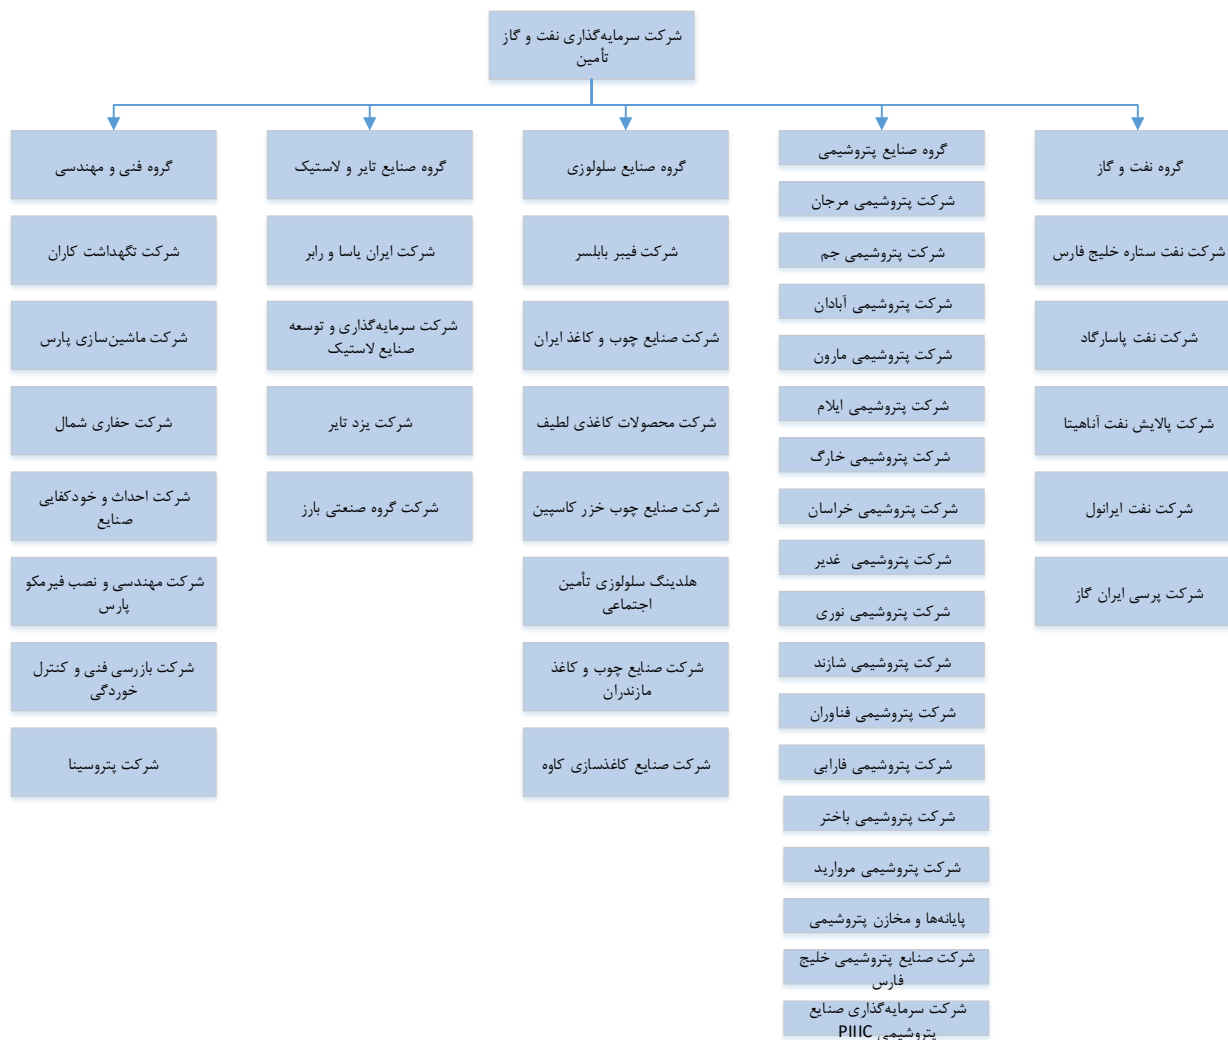 شرکت سرمایه‌گذاری نفت و گاز
تأمین
گروه نفت و گاز
شرکت نفت ستاره خلیج فارس
شرکت نفت پاسارگاد
شرکت پالایش نفت آناهیتا
شرکت نفت ایرانول
شرکت پرسی ایران گاز
گروه صنایع پتروشیمی
شرکت پتروشیمی مرجان
شرکت پتروشیمی جم
شرکت پتروشیمی آبادان
شرکت پتروشیمی مارون
شرکت پتروشیمی ایلام
شرکت پتروشیمی خارگ
شرکت پتروشیمی خراسان
شرکت پتروشیمی غدیر
شرکت پتروشیمی نوری
شرکت پتروشیمی شازند
شرکت پتروشیمی فناوران
شرکت پتروشیمی فارابی
شرکت پتروشیمی باختر
شرکت پتروشیمی مروارید
پایانه‌ها و مخازن پتروشیمی
شرکت صنایع پتروشیمی خلیج
فارس
شرکت سرمایه‌گذاری صنایع
پتروشیمی PIIIC
گروه صنایع سلولوزی
شرکت فیبر بابلسر
شرکت صنایع چوب و کاغذ ایران
شرکت محصولات کاغذی لطیف
شرکت صنایع چوب خزر کاسپین
هلدینگ سلولوزی تأمین
اجتماعی
شرکت صنایع چوب و کاغذ
مازندران
شرکت صنایع کاغذسازی کاوه
گروه صنایع تایر و لاستیک
شرکت ایران یاسا و رابر
شرکت سرمایه‌گذاری و توسعه
صنایع لاستیک
شرکت یزد تایر
شرکت گروه صنعتی بارز
گروه فنی و مهندسی
شرکت تگهداشت کاران
شرکت ماشین‌سازی پارس
شرکت حفاری شمال
شرکت احداث و خودکفایی
صنایع
شرکت مهندسی و نصب فیرمکو
پارس
شرکت بازرسی فنی و کنترل
خوردگی
شرکت پتروسینا